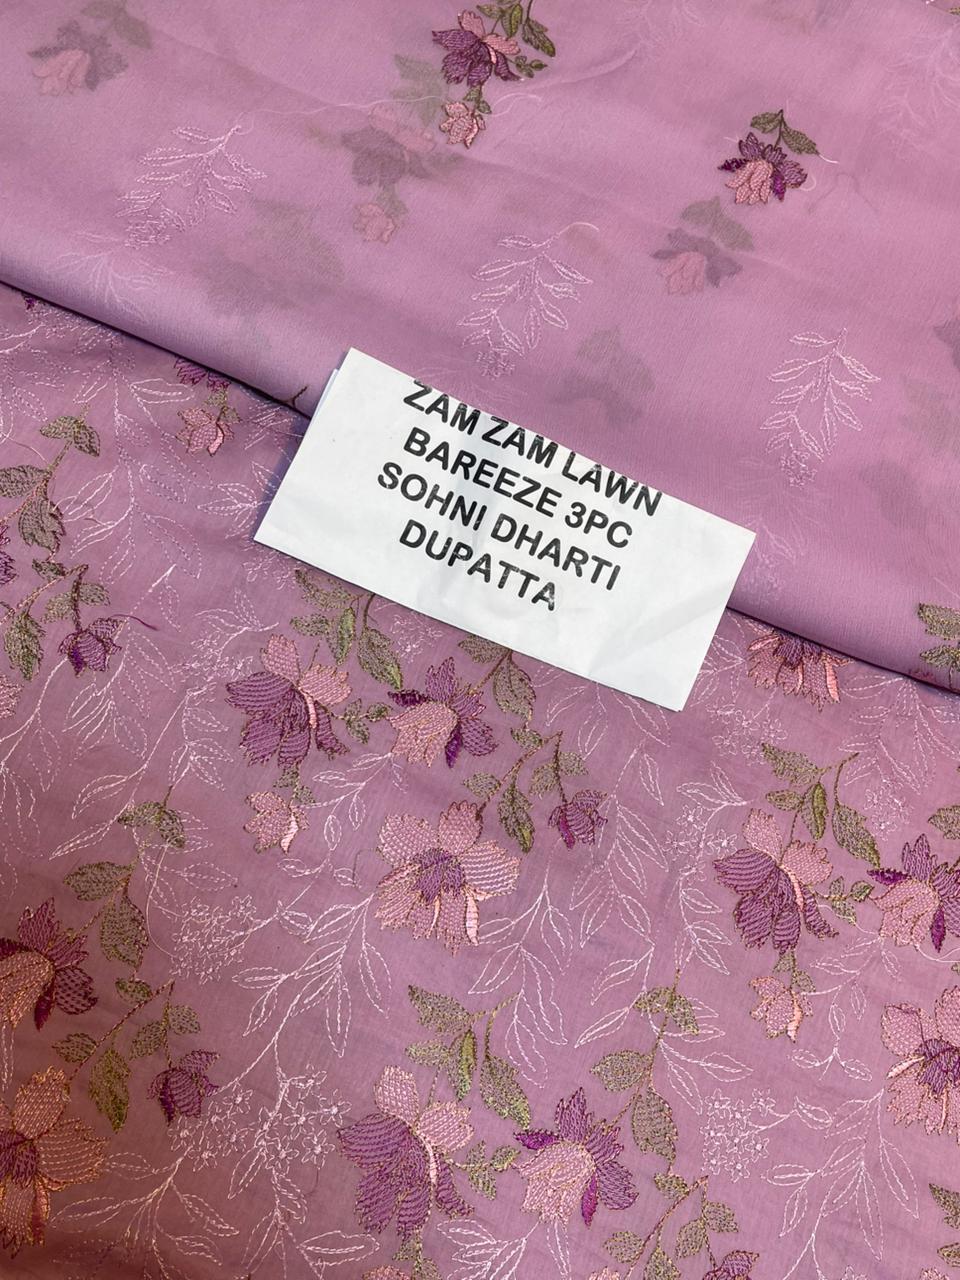 ZAM ZAM LAWN
BAREEZE 3PC
SOHNI DHARTI
DUPATTA